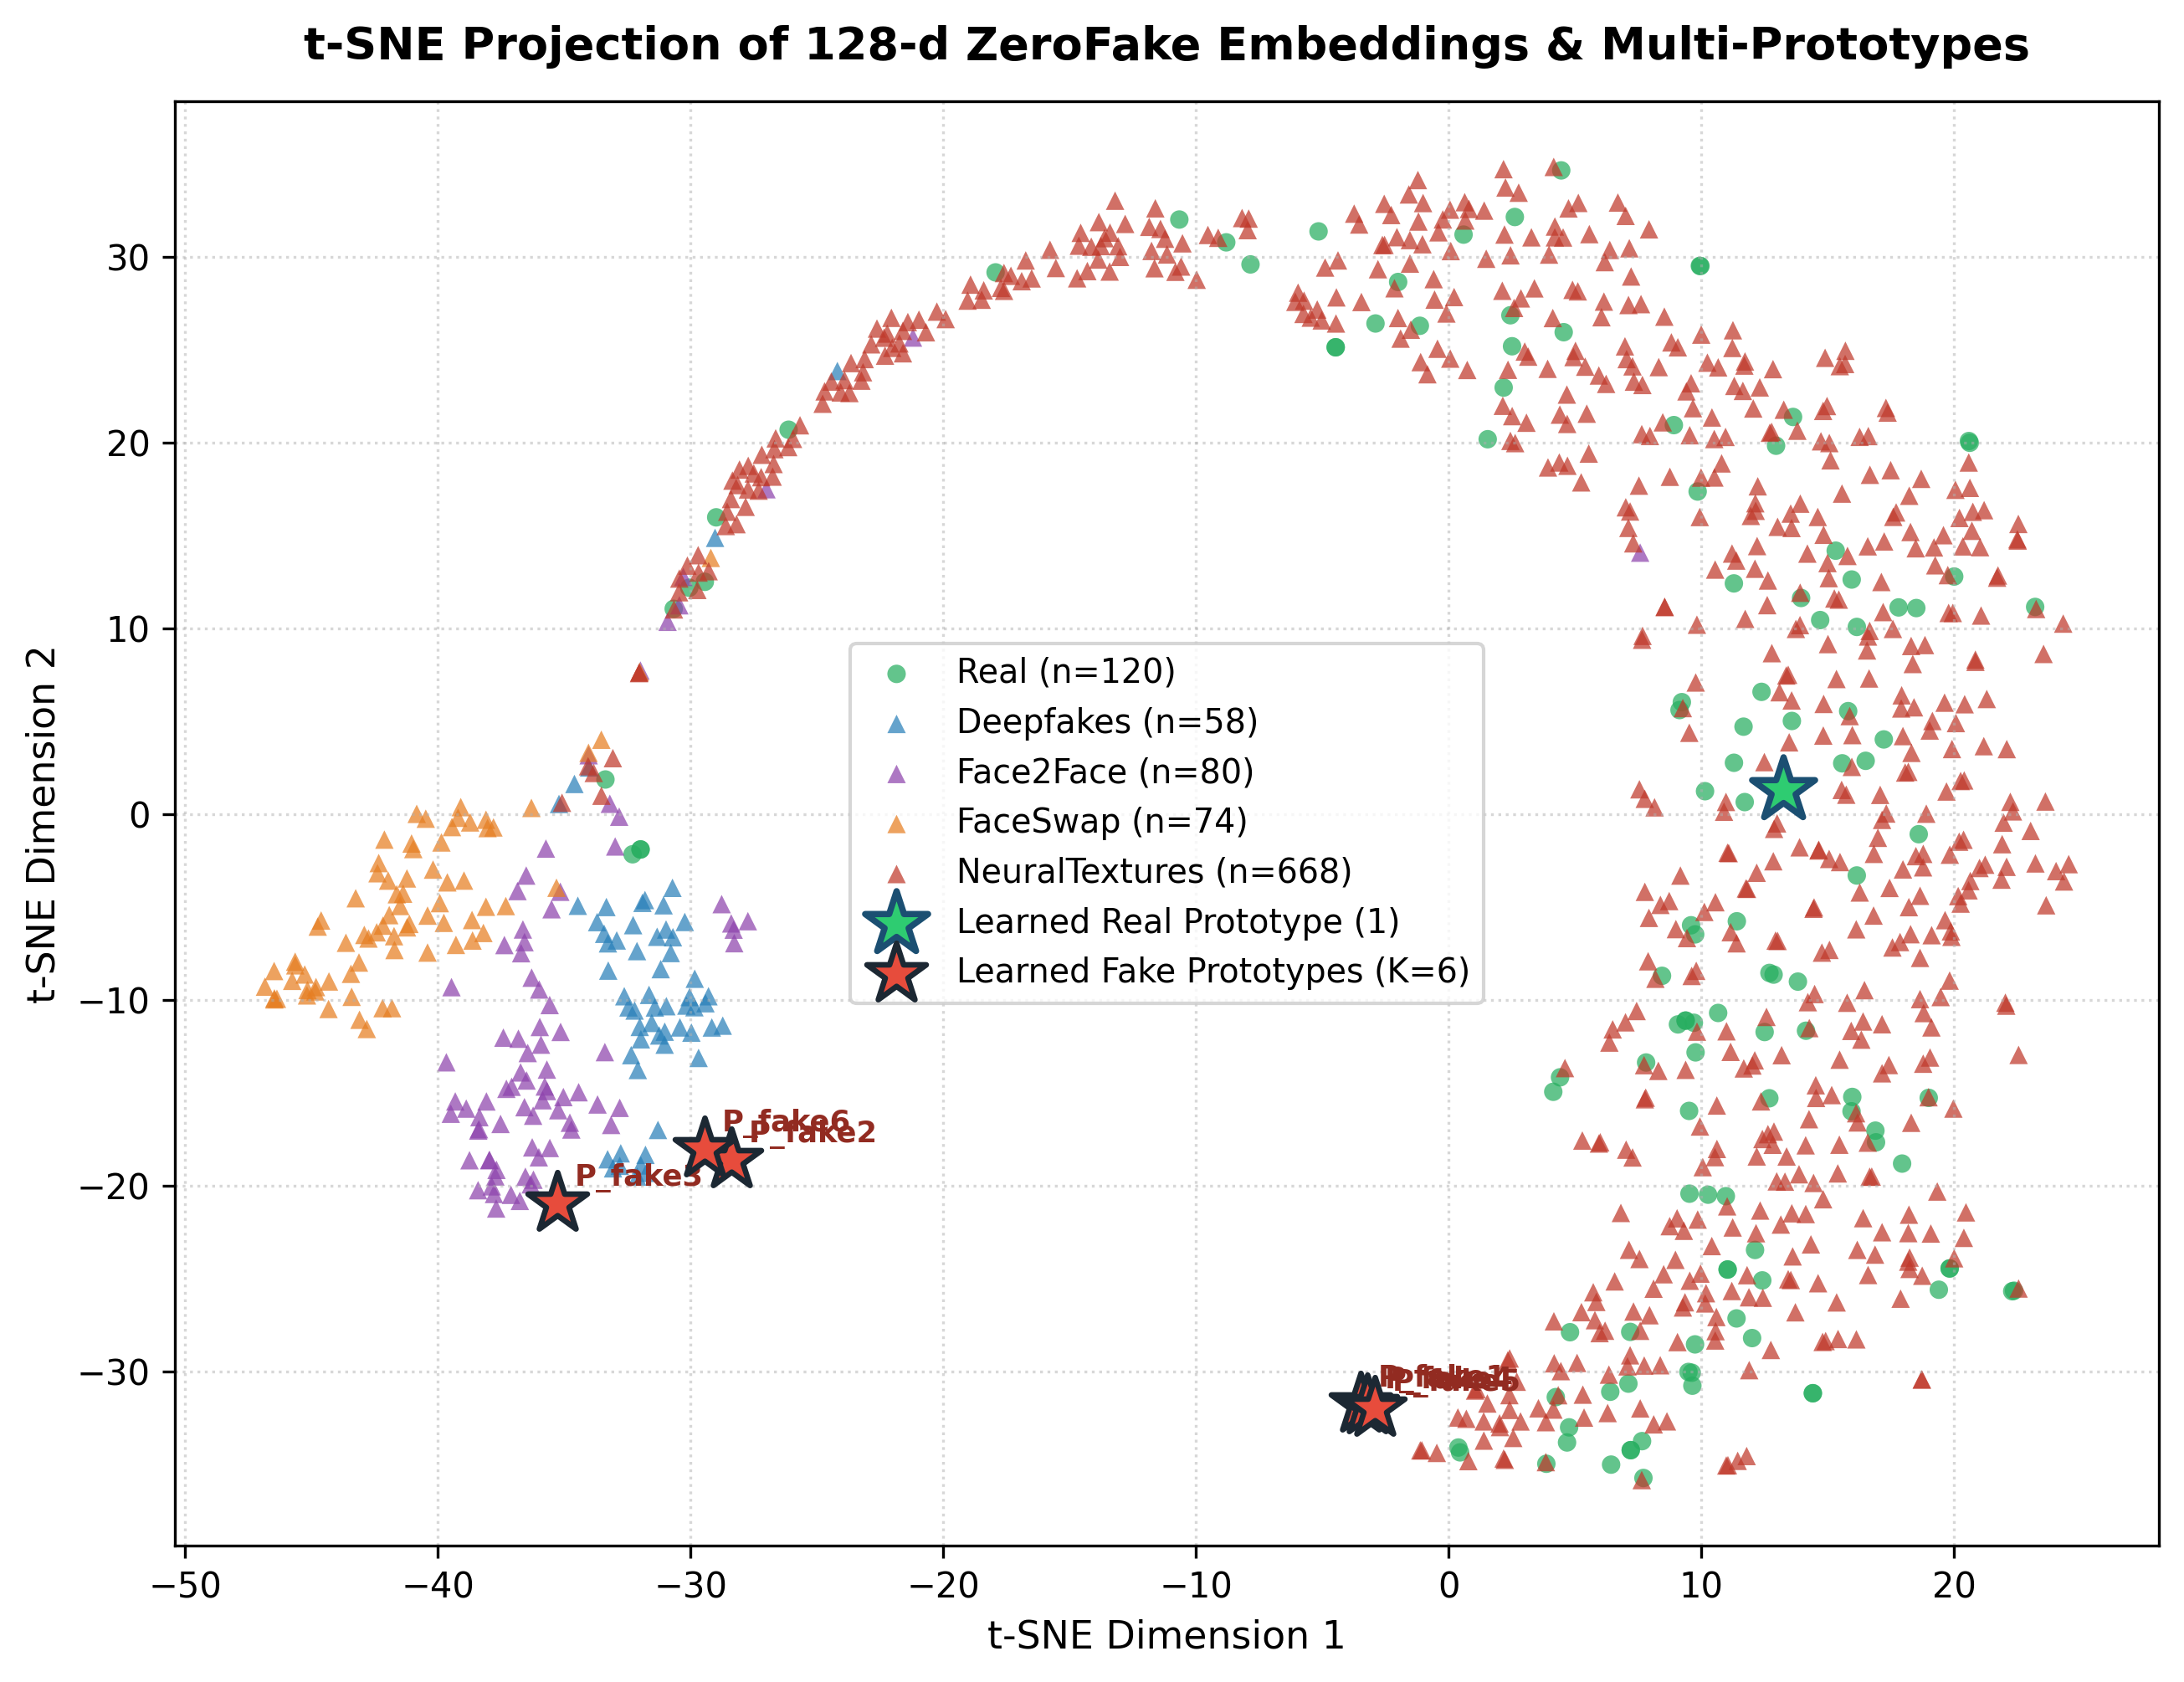 t-SNE Projection of 128-d ZeroFake Embeddings & Multi-Prototypes
t-SNE Dimension 2
30
20
10
0
−10
−20
−30
Real (n=120)
Deepfakes (n=58)
Face2Face (n=80)
FaceSwap (n=74)
NeuralTextures (n=668)
Learned Real Prototype (1)
Learned Fake Prototypes (K=6)
P_fake6
P_fake2
P_fake3
−50
−40
−30
−20
−10
0
10
20
t-SNE Dimension 1